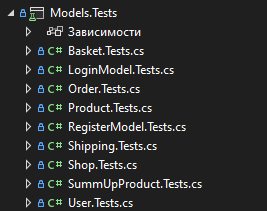 Models.Tests
Зависимости
C# Basket.Tests.cs
C# LoginModel.Tests.cs
C# Order.Tests.cs
C# Product.Tests.cs
C# RegisterModel.Tests.cs
C# Shipping.Tests.cs
C# Shop.Tests.cs
C# SummUpProduct.Tests.cs
C# User.Tests.cs